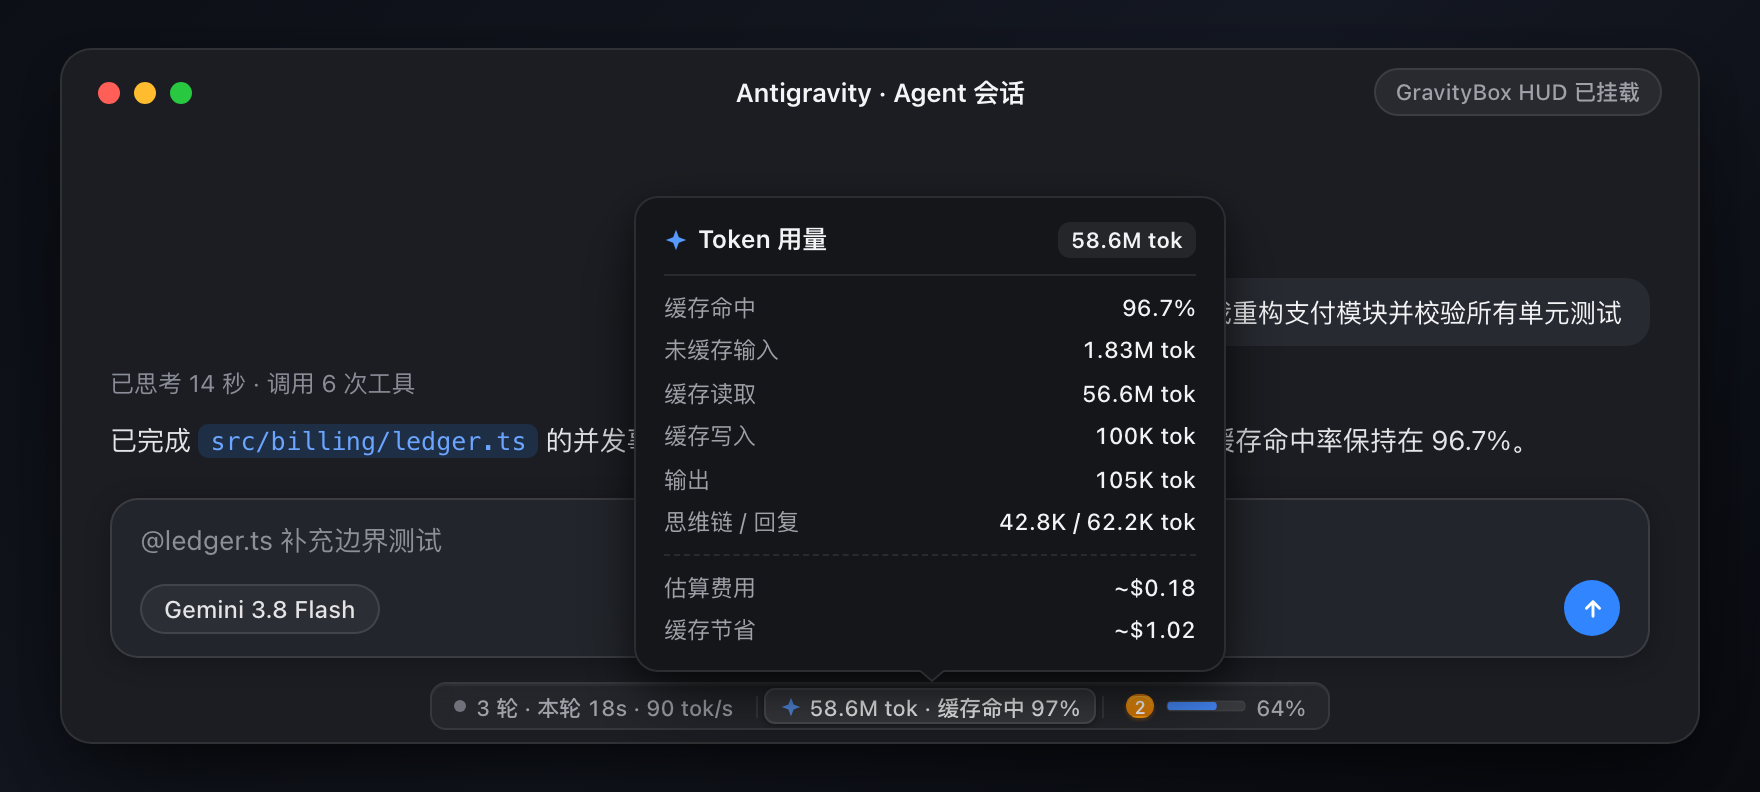 Antigravity · Agent 会话
GravityBox HUD 已挂载
Token 用量
58.6M tok
缓存命中
96.7%
未缓存输入
1.83M tok
缓存读取
56.6M tok
缓存写入
100K tok
输出
105K tok
思维链 / 回复
42.8K / 62.2K tok
估算费用
~$0.18
缓存节省
~$1.02
重构支付模块并校验所有单元测试
已思考 14 秒 · 调用 6 次工具
已完成 src/billing/ledger.ts 的并发 存命中率保持在 96.7%。
@ledger.ts 补充边界测试
Gemini 3.8 Flash
3 轮 · 本轮 18s · 90 tok/s
58.6M tok · 缓存命中 97%
2
64%